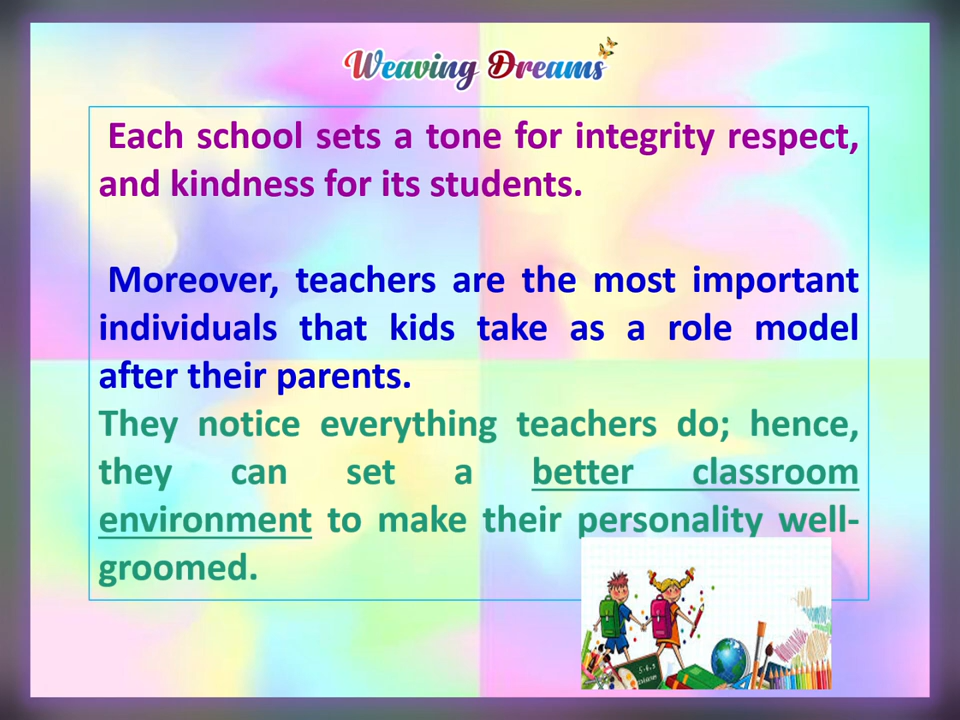 Weaving Dreams
Each school sets a tone for integrity respect,
and kindness for its students.
Moreover, teachers are the most important
individuals that kids take as a role model
after their parents.
They notice everything teachers do; hence,
they can set a better classroom
environment to make their personality well-
groomed.